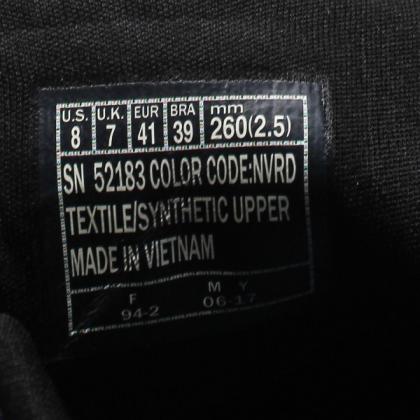 U.S. U.K. EUR BRA mm
8 7 41 39 260(2.5)
SN 52183 COLOR CODE:NVRD
TEXTILE/SYNTHETIC UPPER
MADE IN VIETNAM
F M Y
94-2 06-17